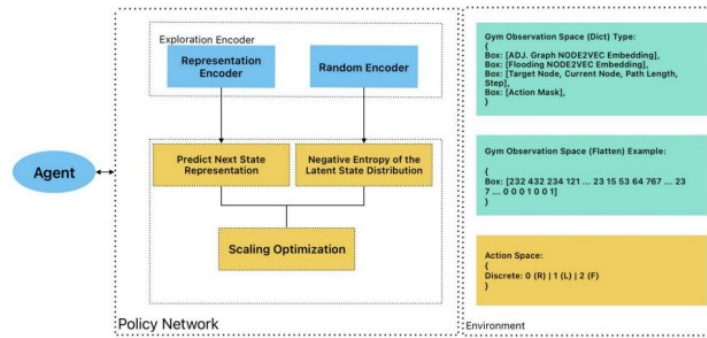 Exploration Encoder
Representation
Encoder
Random Encoder
Predict Next State
Representation
Negative Entropy of the
Latent State Distribution
Scaling Optimization
Agent
Policy Network
Gym Observation Space (Dict) Type:
{
Box: [ADJ. Graph NODE2VEC Embedding],
Box: [Flooding NODE2VEC Embedding],
Box: [Target Node, Current Node, Path Length,
Step],
Box: [Action Mask],
}
Gym Observation Space (Flatten) Example:
{
Box: [232 432 234 121 ... 23 15 53 64 767 ... 23
7 ... 0 0 0 1 0 0 1]
}
Action Space:
{
Discrete: 0 (R) | 1 (L) | 2 (F)
}
Environment